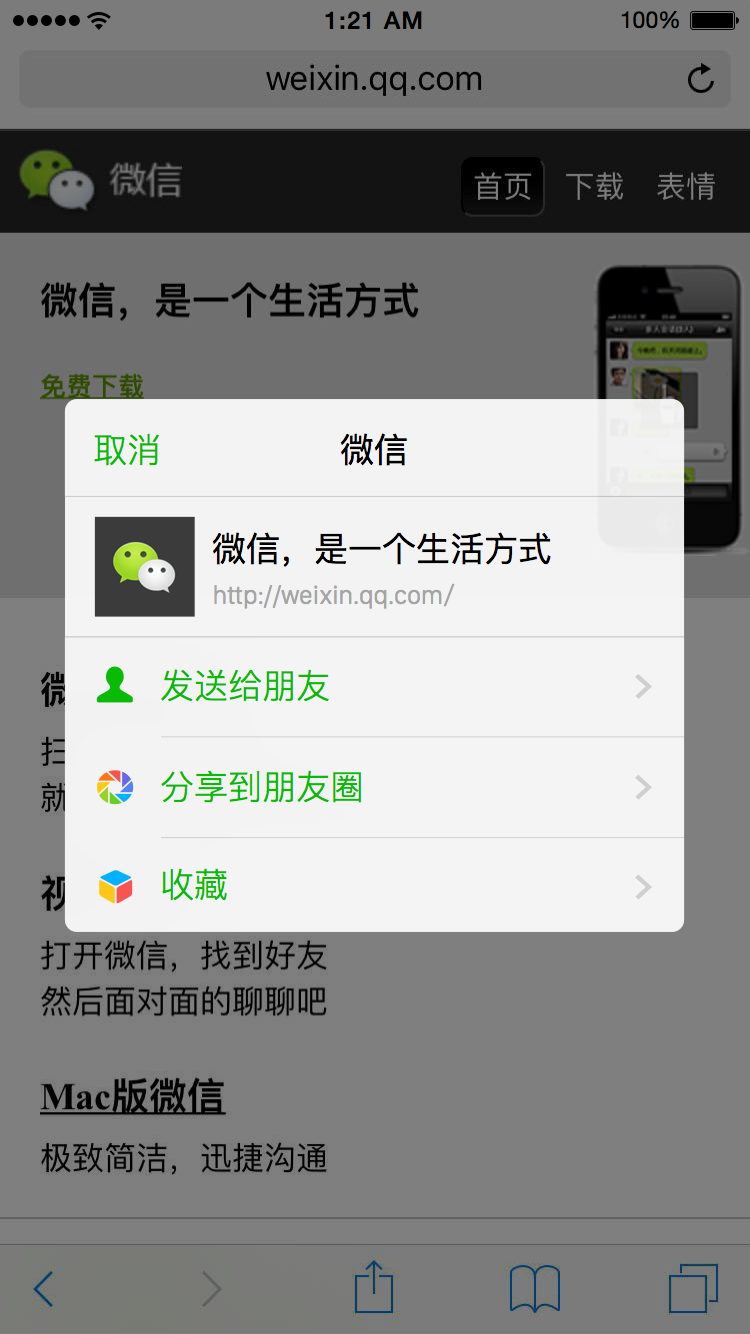 1:21 AM
100%
weixin.qq.com
微信
首页
下载
表情
微信，是一个生活方式
免费下载
取消
微信
微信，是一个生活方式
http://weixin.qq.com/
发送给朋友
分享到朋友圈
收藏
微
扫
就
视
打开微信，找到好友
然后面对面的聊聊吧
Mac版微信
极致简洁，迅捷沟通